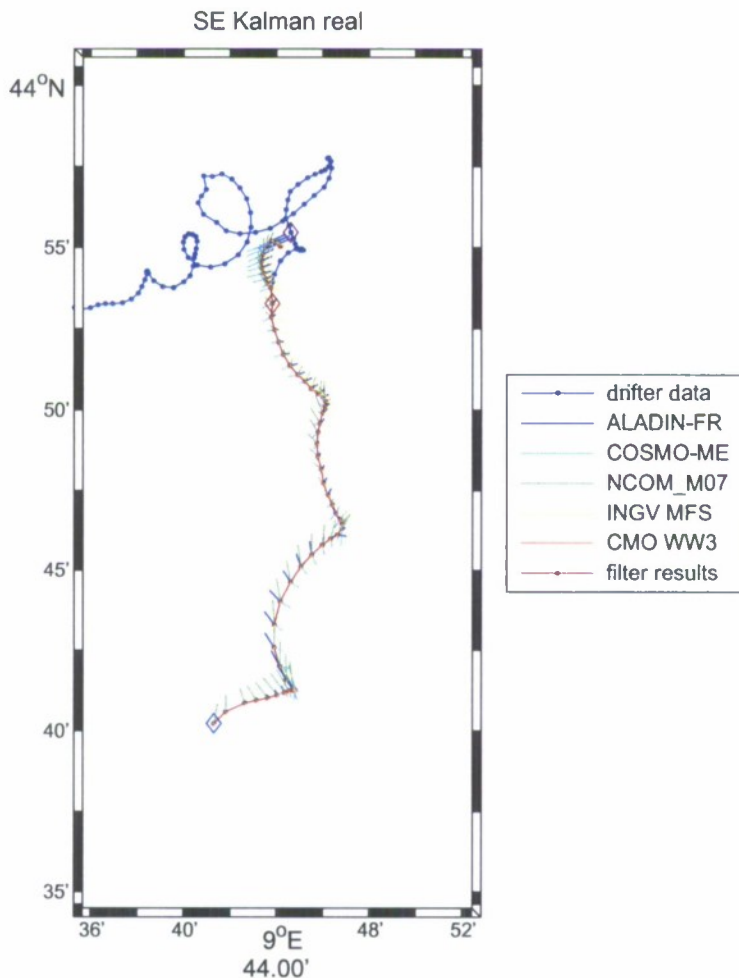 SE Kalman real
44°N
55'
50'
45'
40'
35'
36'
40'
9°E
44.00'
48'
52'
drifter data
ALADIN-FR
COSMO-ME
NCOM_M07
INGV MFS
CMO WW3
filter results